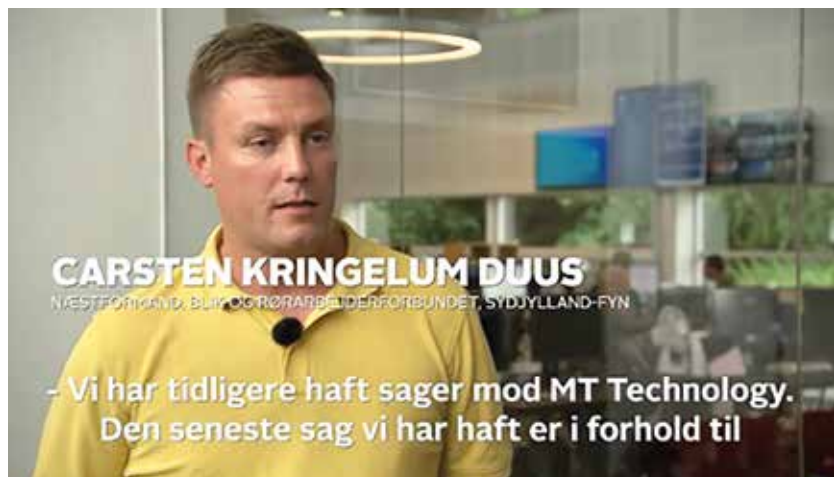 CARSTEN KRINGELUM DUUS
NÆSTFORMAND, BLIK OG RØRARBEJDERFORBUNDET, SYDJYLLAND-FYN
- Vi har tidligere haft sager mod MT Technology.
Den seneste sag vi har haft er i forhold til